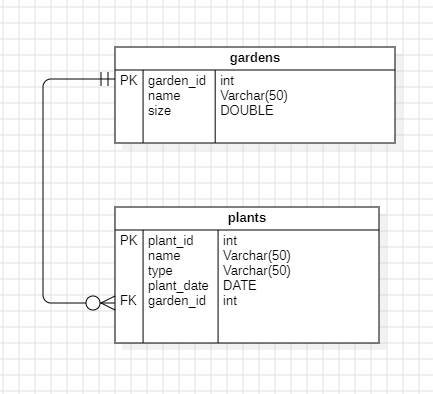 gardens
PK garden_id int
name Varchar(50)
size DOUBLE
plants
PK plant_id int
name Varchar(50)
type Varchar(50)
plant_date DATE
FK garden_id int